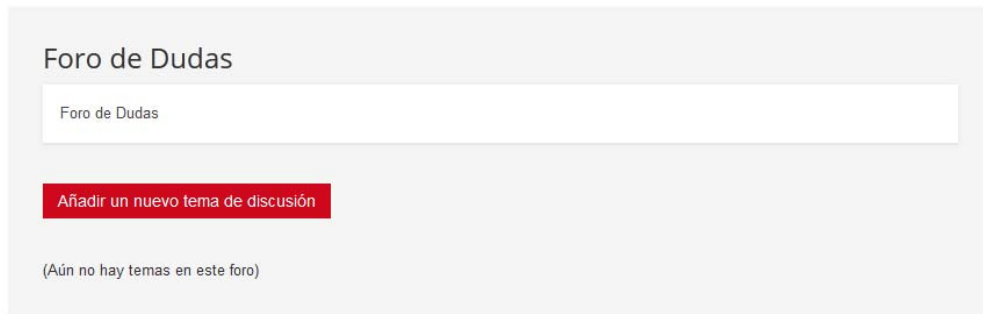 Foro de Dudas
Foro de Dudas
Añadir un nuevo tema de discusión
(Aún no hay temas en este foro)